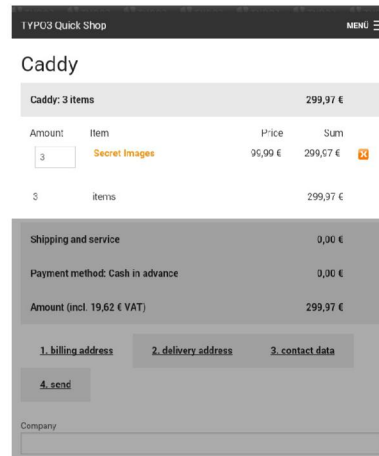 TYPO3 Quick Shop MENÜ
Caddy
Caddy: 3 items 299,97 €
Amount Item Price Sum
3 Secret Images 99,99 € 299,97 €
3 items 299,97 €
Shipping and service 0,00 €
Payment method: Cash in advance 0,00 €
Amount (incl. 19,62 € VAT) 299,97 €
1. billing address 2. delivery address 3. contact data
4. send
Company